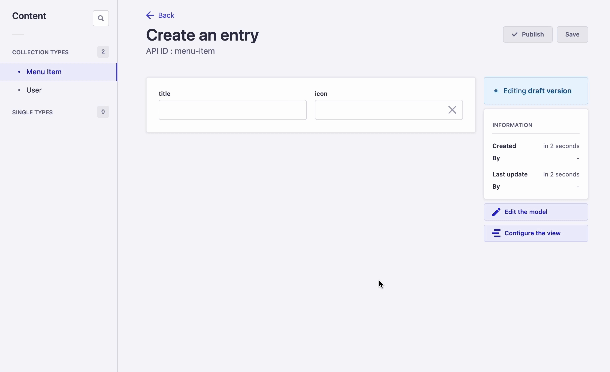 Content
COLLECTION TYPES 2
Menu Item
User
SINGLE TYPES 0
Back
Create an entry
API ID : menu-item
Publish
Save
title
icon
Editing draft version
INFORMATION
Created in 2 seconds
By -
Last update in 2 seconds
By -
Edit the model
Configure the view